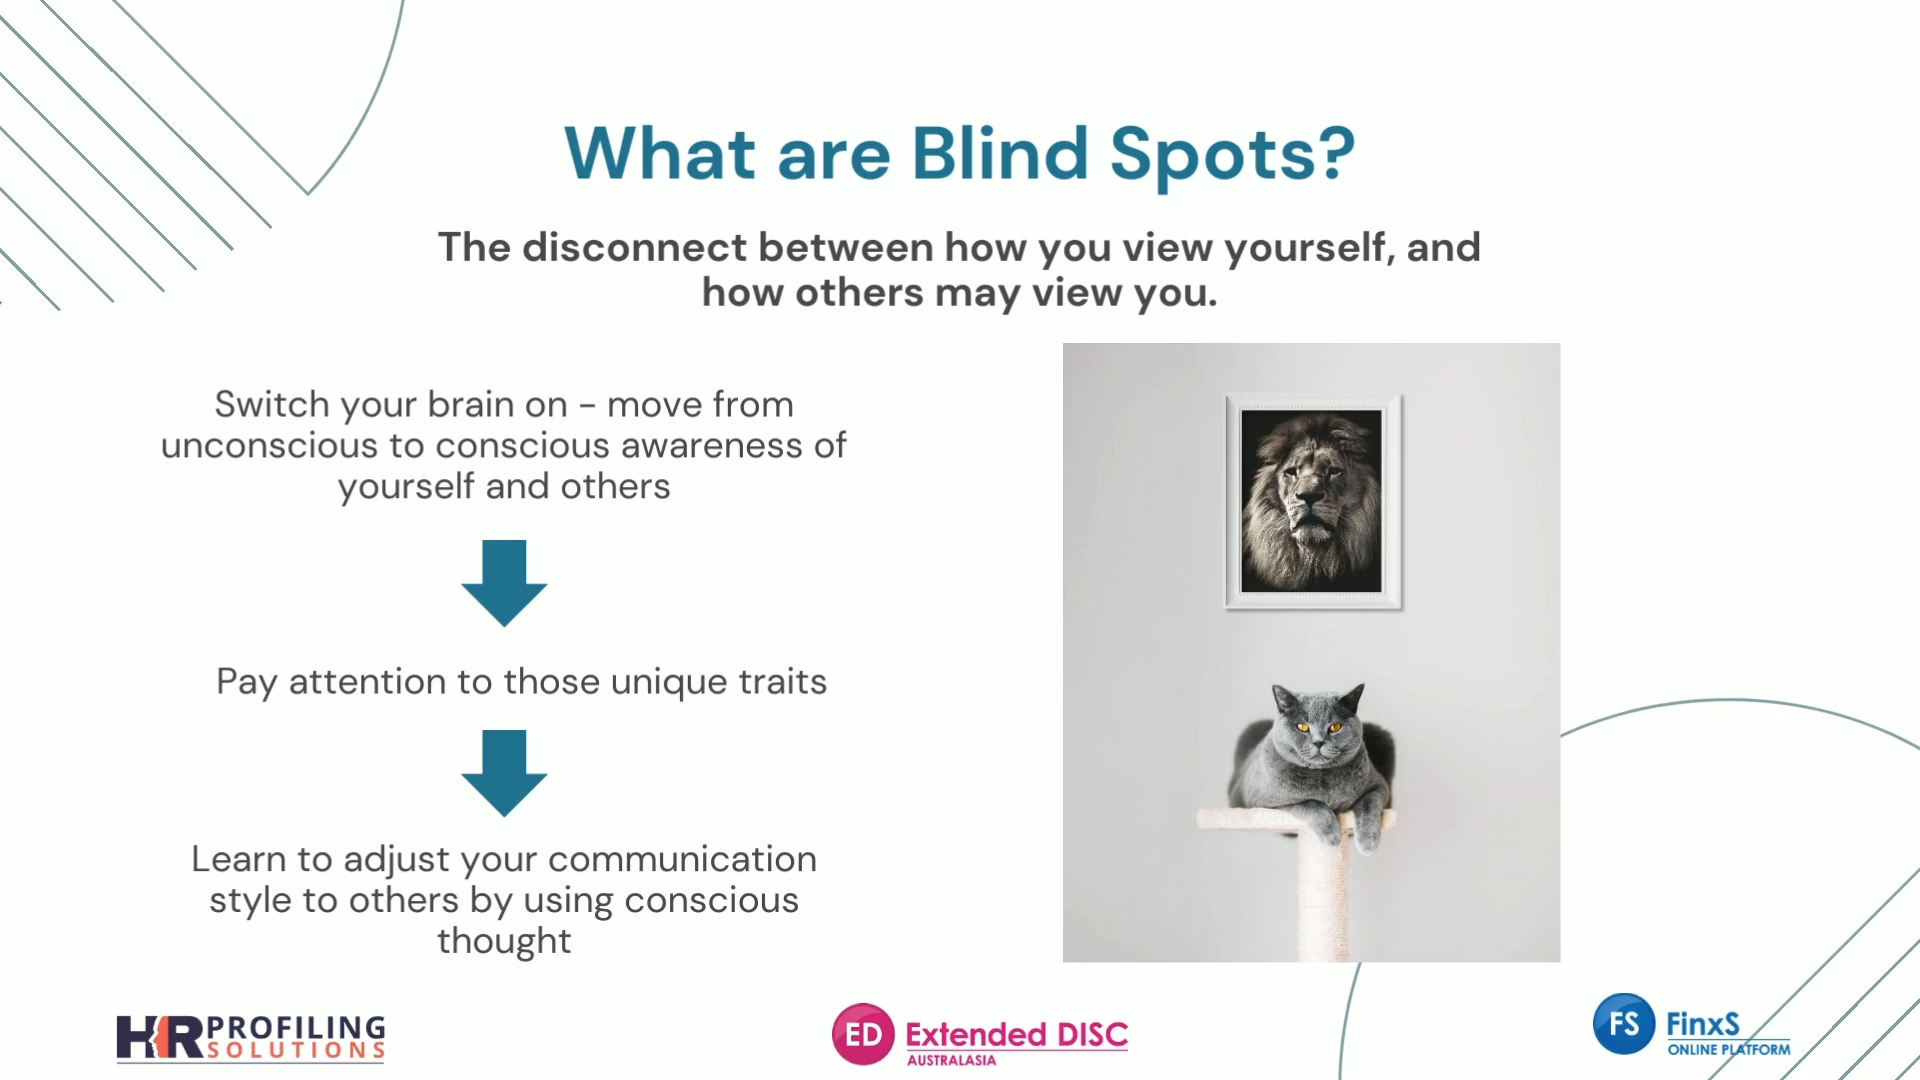 What are Blind Spots?
The disconnect between how you view yourself, and
how others may view you.
Switch your brain on - move from
unconscious to conscious awareness of
yourself and others
Pay attention to those unique traits
Learn to adjust your communication
style to others by using conscious
thought
HR PROFILING
SOLUTIONS
ED Extended DISC
AUSTRALASIA
FS FinxS
ONLINE PLATFORM